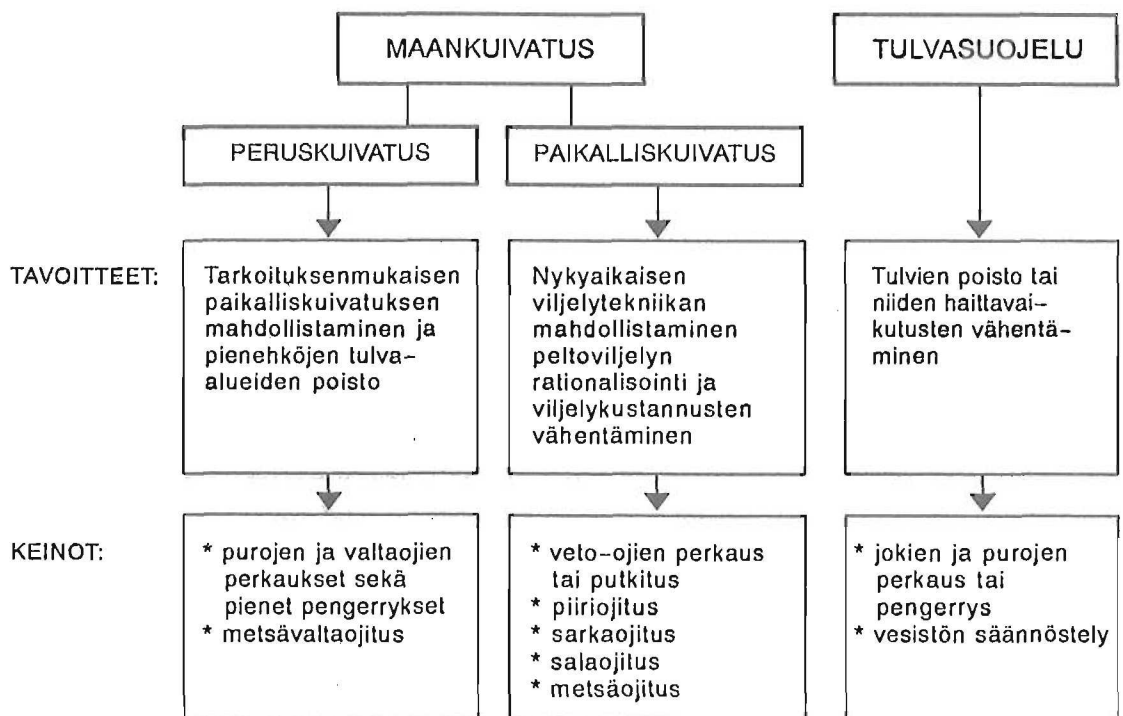 MAANKUIVATUS
TULVASUOJELU
PERUSKUIVATUS
PAIKALLISKUIVATUS
TAVOITTEET:
Tarkoituksenmukaisen
paikalliskuivatuksen
mahdollistaminen ja
pienehköjen tulva-
alueiden poisto
Nykyaikaisen
viljelytekniikan
mahdollistaminen
peltoviljelyn
rationalisointi ja
viljelykustannusten
vähentäminen
Tulvien poisto tai
niiden haittavai-
kutusten vähentä-
minen
KEINOT:
* purojen ja valtaojien
perkaukset sekä
pienet pengerrykset
* metsävaltaojitus
* veto-ojien perkaus
tai putkitus
* piiriojitus
* sarkaojitus
* salaojitus
* metsäojitus
* jokien ja purojen
perkaus tai
pengerrys
* vesistön säännöstely